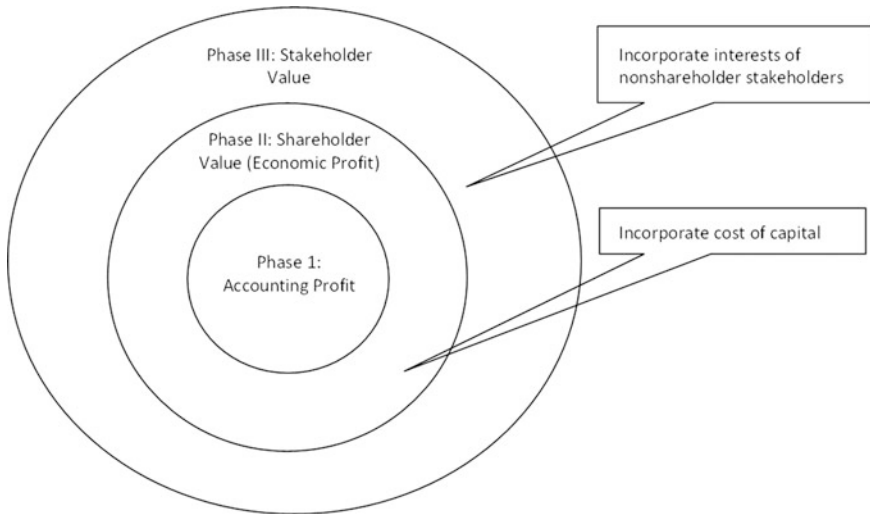 Phase III: Stakeholder
Value
Incorporate interests of
nonshareholder stakeholders
Phase II: Shareholder
Value (Economic Profit)
Incorporate cost of capital
Phase 1:
Accounting Profit